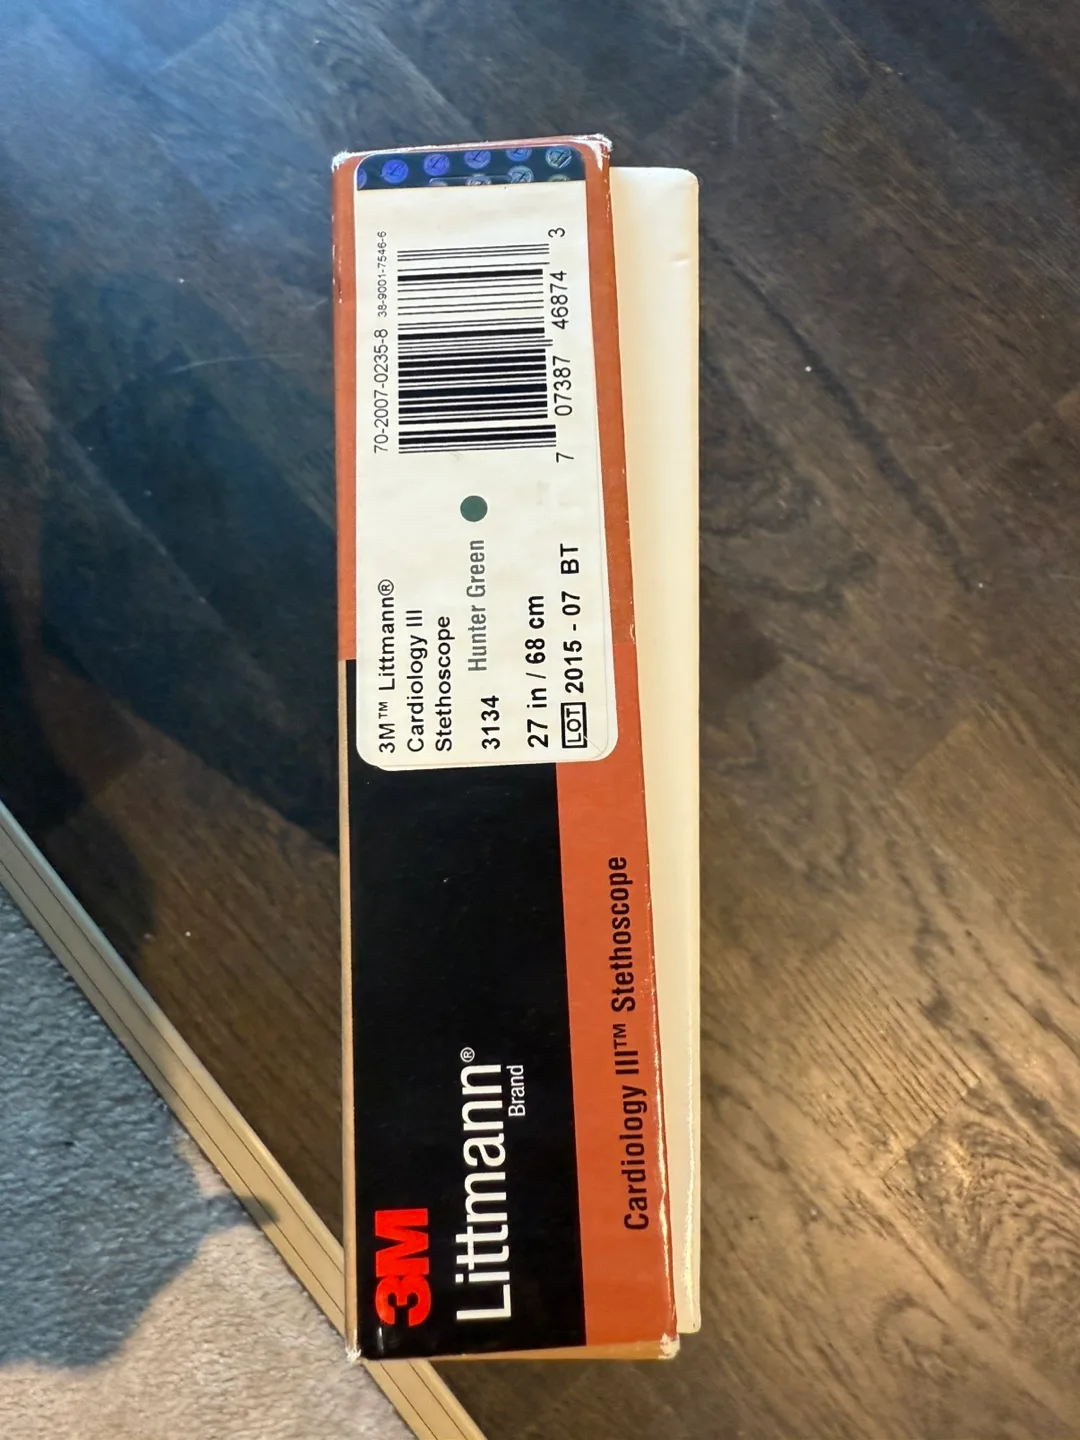 3M™ Littmann®
Cardiology III
Stethoscope
3134 Hunter Green
27 in / 68 cm
LOT 2015 - 07 BT
70-2007-0235-8 38-9001-7546-6
7 07387 46874 3
3M
Littmann®
Brand
Cardiology III™ Stethoscope